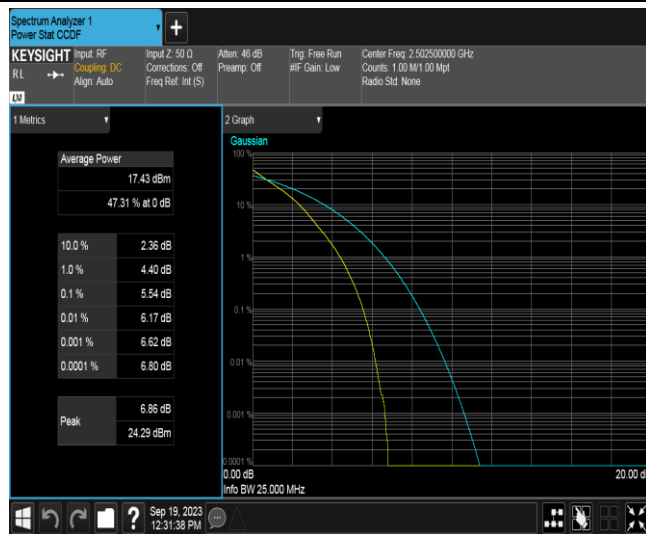 Spectrum Analyzer 1
Power Stat CCDF
+
KEYSIGHT
RL
Input: RF
Coupling: DC
Align: Auto
Input Z: 50 Ω
Corrections: Off
Freq Ref: Int (S)
Atten: 46 dB
Preamp: Off
Trig: Free Run
#IF Gain: Low
Center Freq: 2.502500000 GHz
Counts: 1.00 M/1.00 Mpt
Radio Std: None
1 Metrics
Average Power
17.43 dBm
47.31 % at 0 dB
10.0 % 2.36 dB
1.0 % 4.40 dB
0.1 % 5.54 dB
0.01 % 6.17 dB
0.001 % 6.62 dB
0.0001 % 6.80 dB
Peak
6.86 dB
24.29 dBm
2 Graph
Gaussian
100 %
10 %
1 %
0.1 %
0.01 %
0.001 %
0.0001 %
0.00 dB
20.00 d
Info BW 25.000 MHz
?
Sep 19, 2023
12:31:38 PM